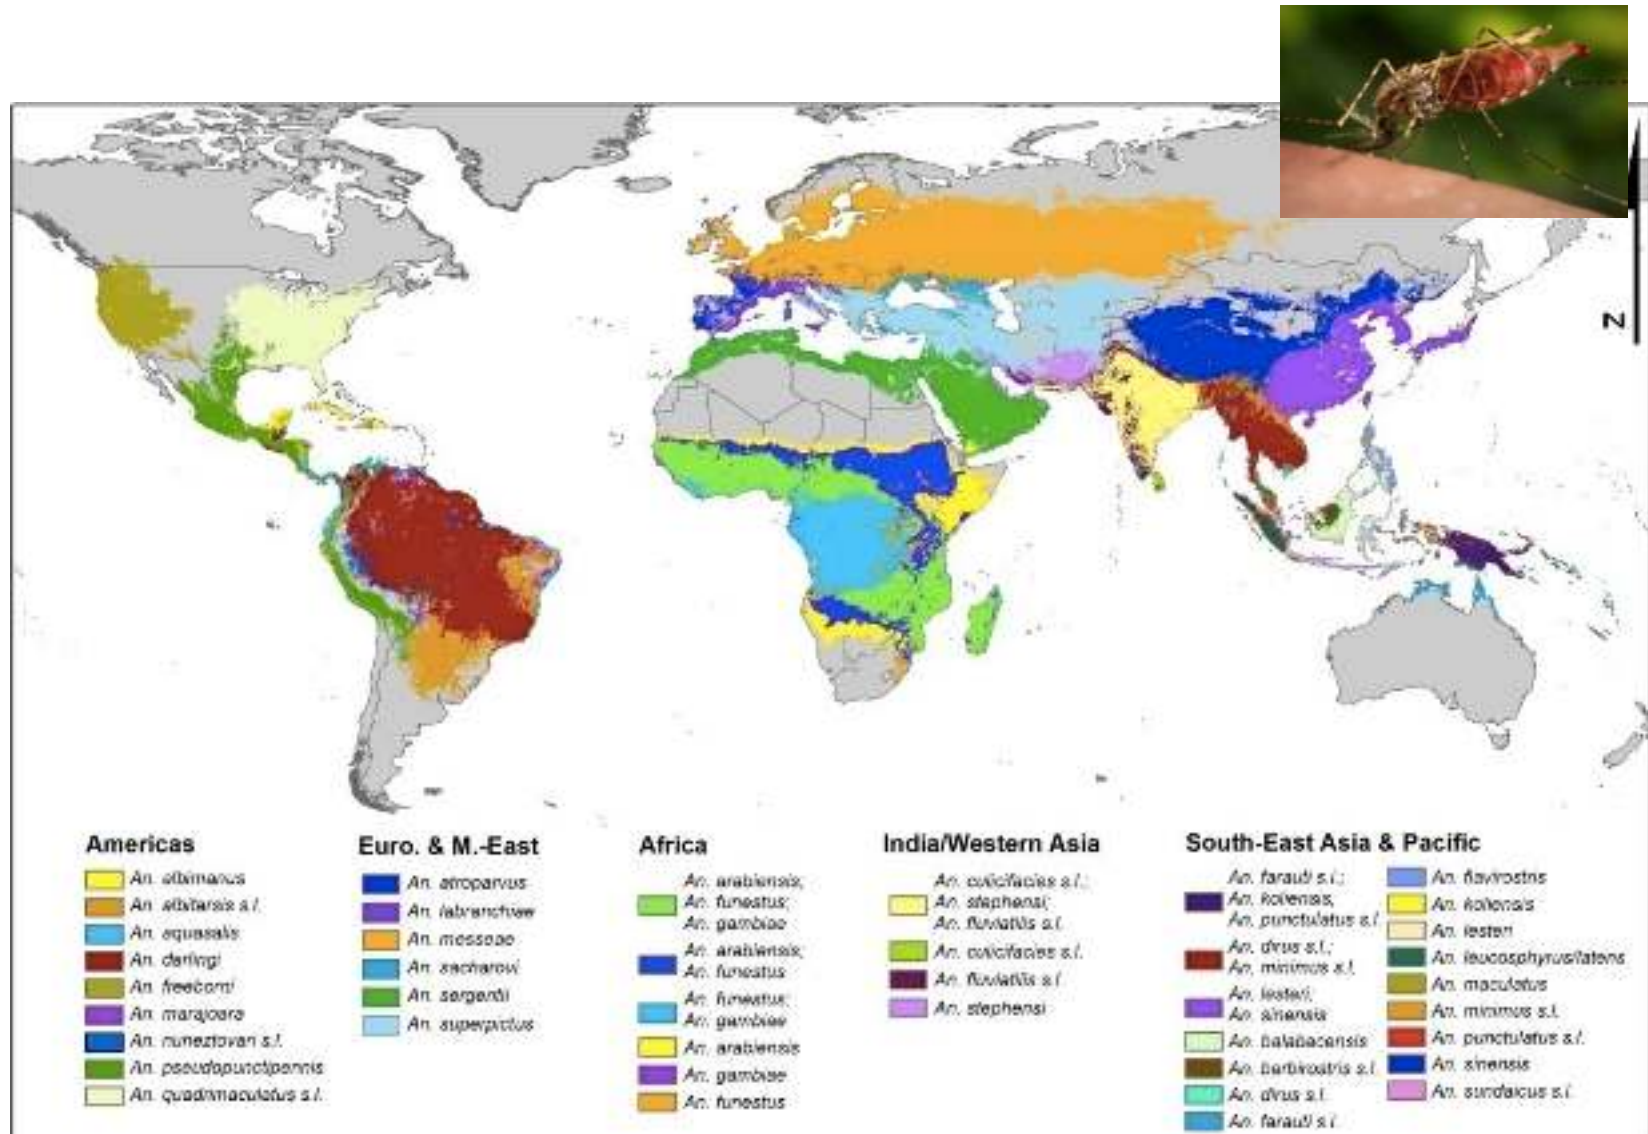 N
Americas
An. albimanus
An. albitarsis s.l.
An. aquasalis
An. darlingi
An. freeborni
An. marajoara
An. nuneztovari s.l.
An. pseudopunctipennis
An. quadrimaculatus s.l.
Euro. & M.-East
An. atroparvus
An. labranchiae
An. messeae
An. sacharovi
An. sergentii
An. superpictus
Africa
An. arabiensis;
An. funestus;
An. gambiae
An. arabiensis;
An. funestus
An. funestus;
An. gambiae
An. arabiensis
An. gambiae
An. funestus
India/Western Asia
An. culicifacies s.l.;
An. stephensi;
An. fluviatilis s.l.
An. culicifacies s.l.
An. fluviatilis s.l.
An. stephensi
South-East Asia & Pacific
An. farauti s.l.;
An. koliensis;
An. punctulatus s.l.
An. dirus s.l.;
An. minimus s.l.
An. lesteri;
An. sinensis
An. balabacensis
An. barbirostris s.l.
An. dirus s.l.
An. farauti s.l.
An. flavirostris
An. koliensis
An. lesteri
An. leucosphyrus/latens
An. maculatus
An. minimus s.l.
An. punctulatus s.l.
An. sinensis
An. sundaicus s.l.